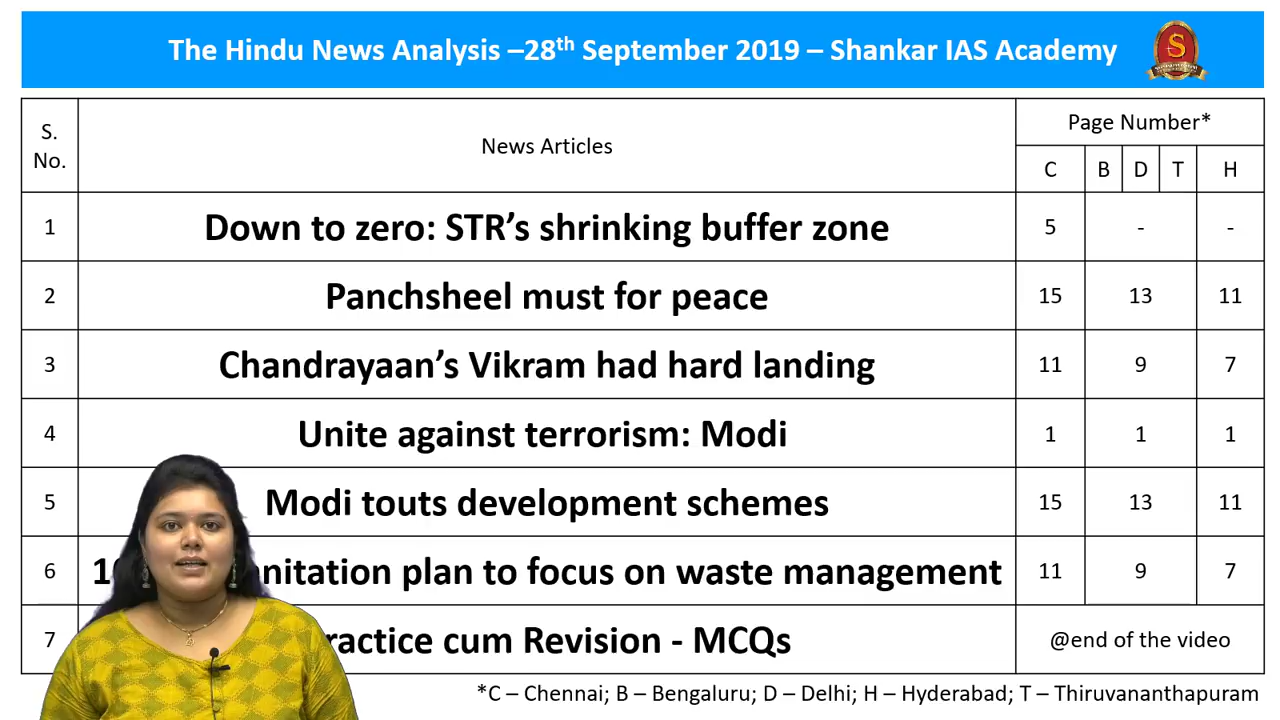 The Hindu News Analysis –28th September 2019 – Shankar IAS Academy
S
S. No. News Articles Page Number*
C B D T H
1 Down to zero: STR’s shrinking buffer zone 5 - -
2 Panchsheel must for peace 15 13 11
3 Chandrayaan’s Vikram had hard landing 11 9 7
4 Unite against terrorism: Modi 1 1 1
5 Modi touts development schemes 15 13 11
6 plan to focus on waste management 11 9 7
7 cum Revision - MCQs @end of the video
*C – Chennai; B – Bengaluru; D – Delhi; H – Hyderabad; T – Thiruvananthapuram